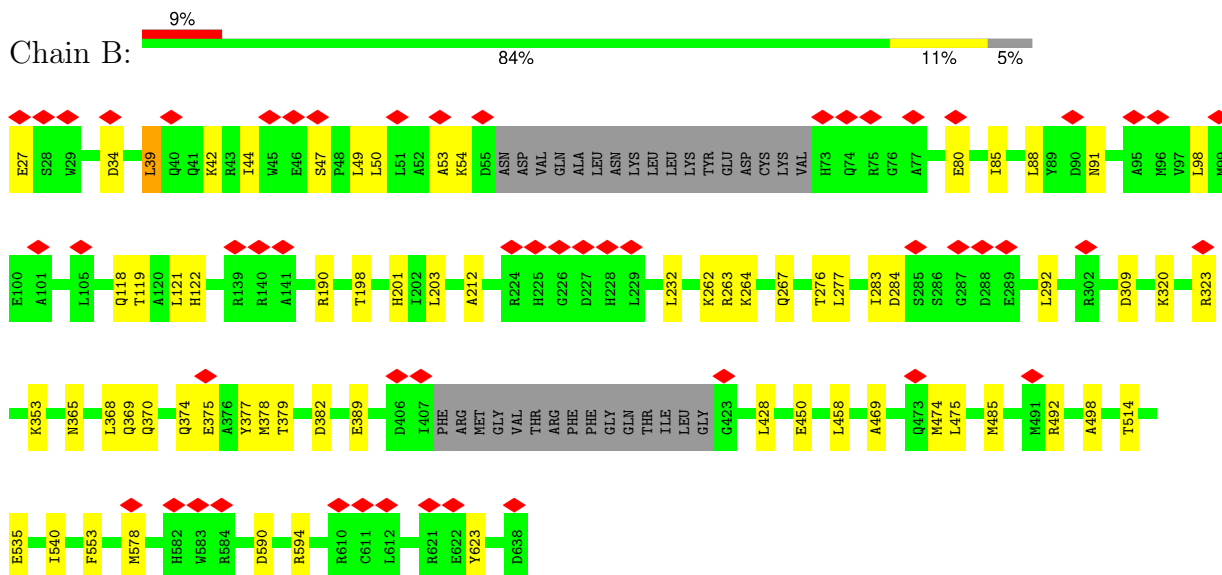 9%
Chain B:
84%
11%
5%
E27 S28 W29 D34 L39 Q40 Q41 K42 R43 I44 W45 E46 S47 P48 L49 L50 L51 A52 A53 K54 D55 ASN ASP VAL GLN ALA LEU ASN LYS LEU LEU LYS TYR GLU ASP CYS LYS VAL H73 Q74 R75 G76 A77 E80 I85 L88 Y89 D90 N91 A95 M96 V97 L98 M99
E100 A101 L105 Q118 T119 A120 L121 H122 R139 R140 A141 R190 T198 H201 I202 L203 A212 R224 H225 G226 D227 H228 L229 L232 K262 R263 K264 Q267 T276 L277 I283 D284 S285 S286 G287 D288 E289 L292 R302 D309 K320 R323
K353 N365 L368 Q369 Q370 Q374 E375 A376 Y377 M378 T379 D382 E389 D406 I407 PHE ARG MET GLY VAL THR ARG PHE PHE GLY GLN THR ILE LEU GLY G423 L428 E450 L458 A469 Q473 M474 L475 M485 M491 R492 A498 T514
E535 I540 F553 M578 H582 W583 R584 D590 R594 R610 C611 L612 R621 E622 Y623 D638